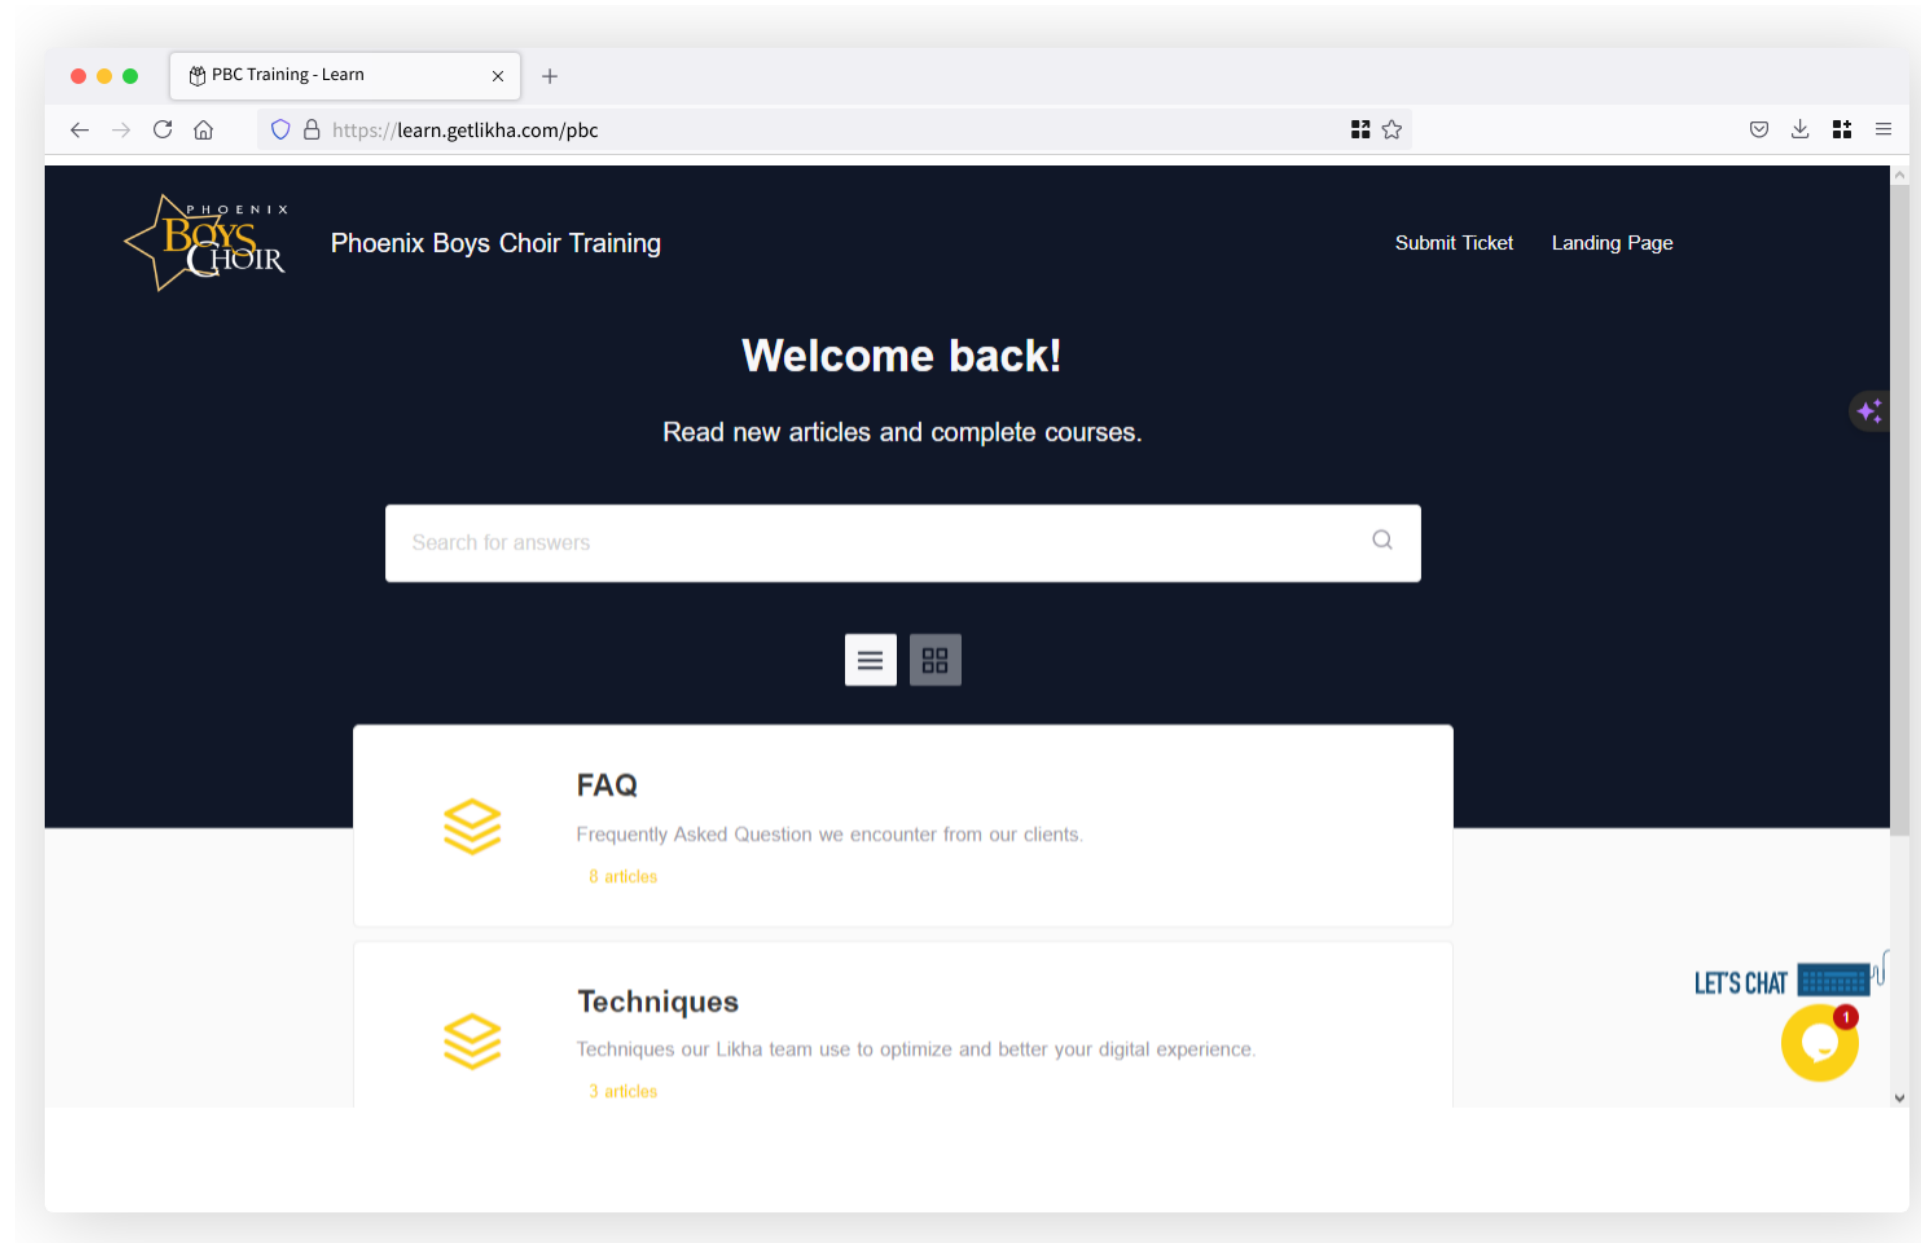 PBC Training - Learn
https://learn.getlikha.com/pbc
PHOENIX
BOYS
CHOIR
Phoenix Boys Choir Training
Submit Ticket
Landing Page
Welcome back!
Read new articles and complete courses.
Search for answers
FAQ
Frequently Asked Question we encounter from our clients.
8 articles
Techniques
Techniques our Likha team use to optimize and better your digital experience.
3 articles
LET'S CHAT
1